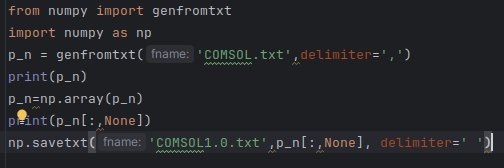 from numpy import genfromtxt
import numpy as np
p_n = genfromtxt( fname: 'COMSOL.txt',delimiter=',')
print(p_n)
p_n=np.array(p_n)
print(p_n[:,None])
np.savetxt( fname: 'COMSOL1.0.txt',p_n[:,None], delimiter=' ')